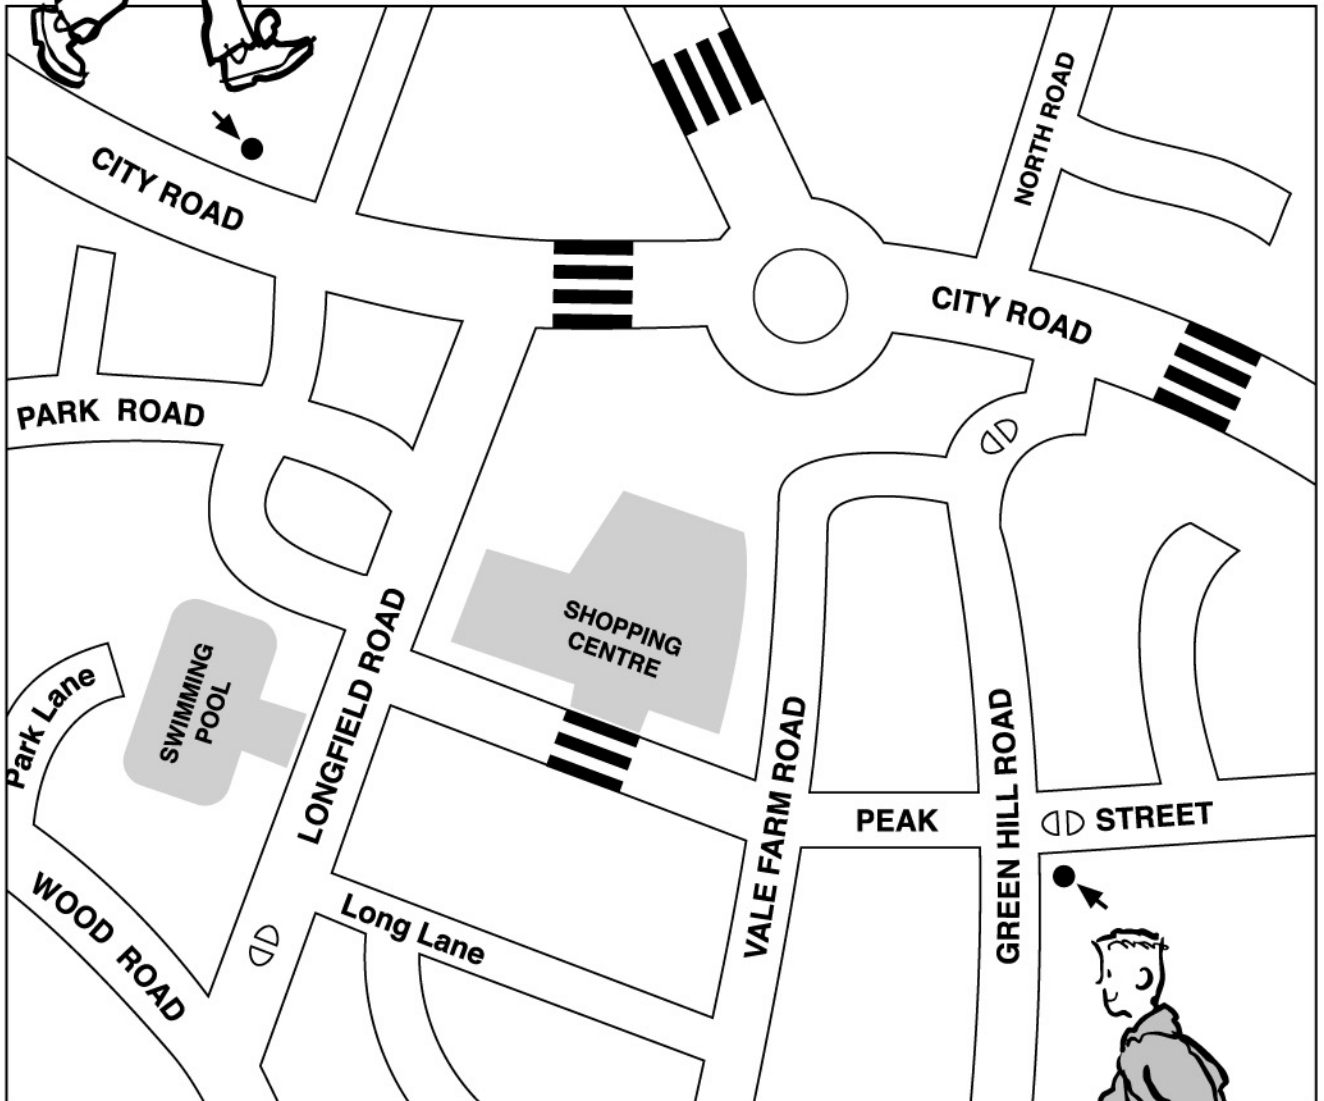 NORTH ROAD
CITY ROAD
CITY ROAD
PARK ROAD
SHOPPING
CENTRE
SWIMMING
POOL
Park Lane
LONGFIELD ROAD
VALE FARM ROAD
GREEN HILL ROAD
PEAK STREET
WOOD ROAD
Long Lane